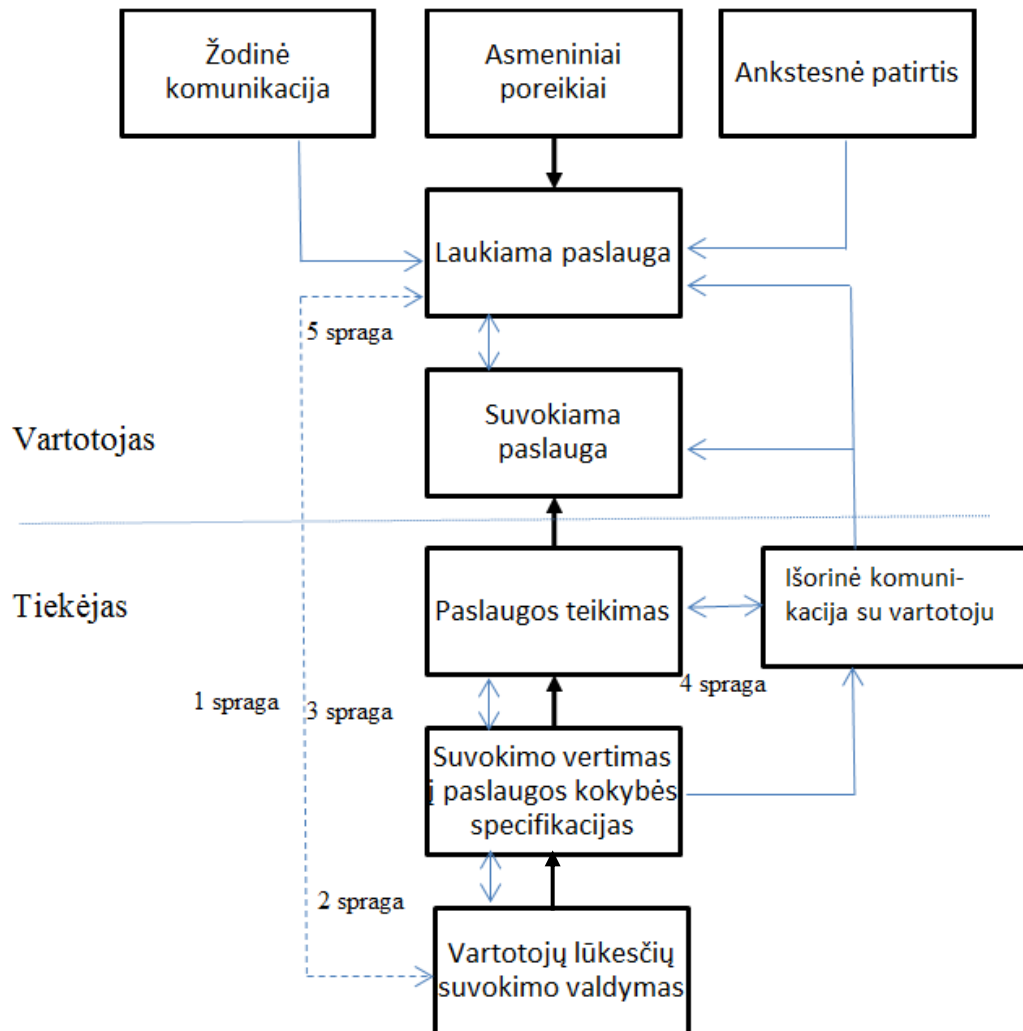 Žodinė
komunikacija
Asmeniniai
poreikiai
Ankstesnė patirtis
Laukiama paslauga
5 spraga
Suvokiama
paslauga
Vartotojas
Tiekėjas
Paslaugos teikimas
Išorinė komuni-
kacija su vartotoju
1 spraga
3 spraga
4 spraga
Suvokimo vertimas
į paslaugos kokybės
specifikacijas
2 spraga
Vartotojų lūkesčių
suvokimo valdymas